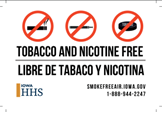 TOBACCO AND NICOTINE FREE
LIBRE DE TABACO Y NICOTINA
IOWA
HHS
SMOKEFREEAIR.IOWA.GOV
1-888-944-2247